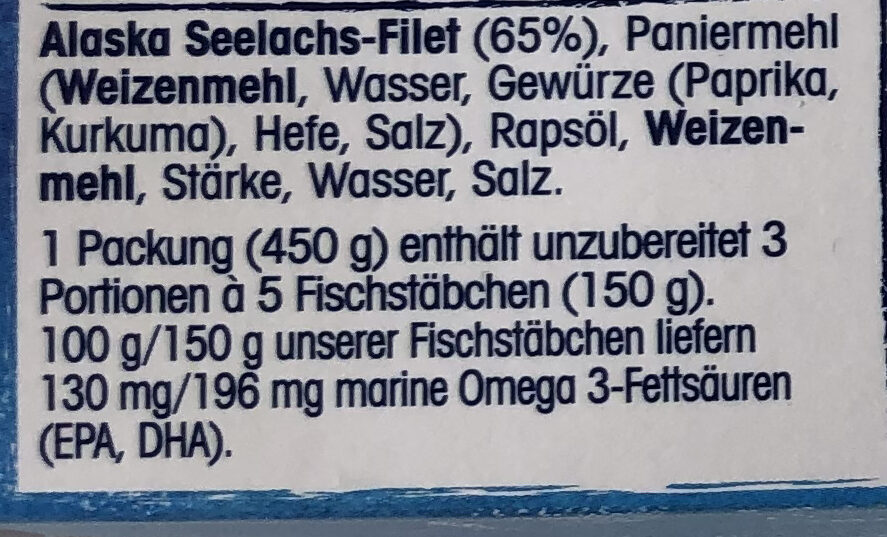 Alaska Seelachs-Filet (65%), Paniermehl
(Weizenmehl, Wasser, Gewürze (Paprika,
Kurkuma), Hefe, Salz), Rapsöl, Weizen-
mehl, Stärke, Wasser, Salz.
1 Packung (450 g) enthält unzubereitet 3
Portionen à 5 Fischstäbchen (150 g).
100 g/150 g unserer Fischstäbchen liefern
130 mg/196 mg marine Omega 3-Fettsäuren
(EPA, DHA).